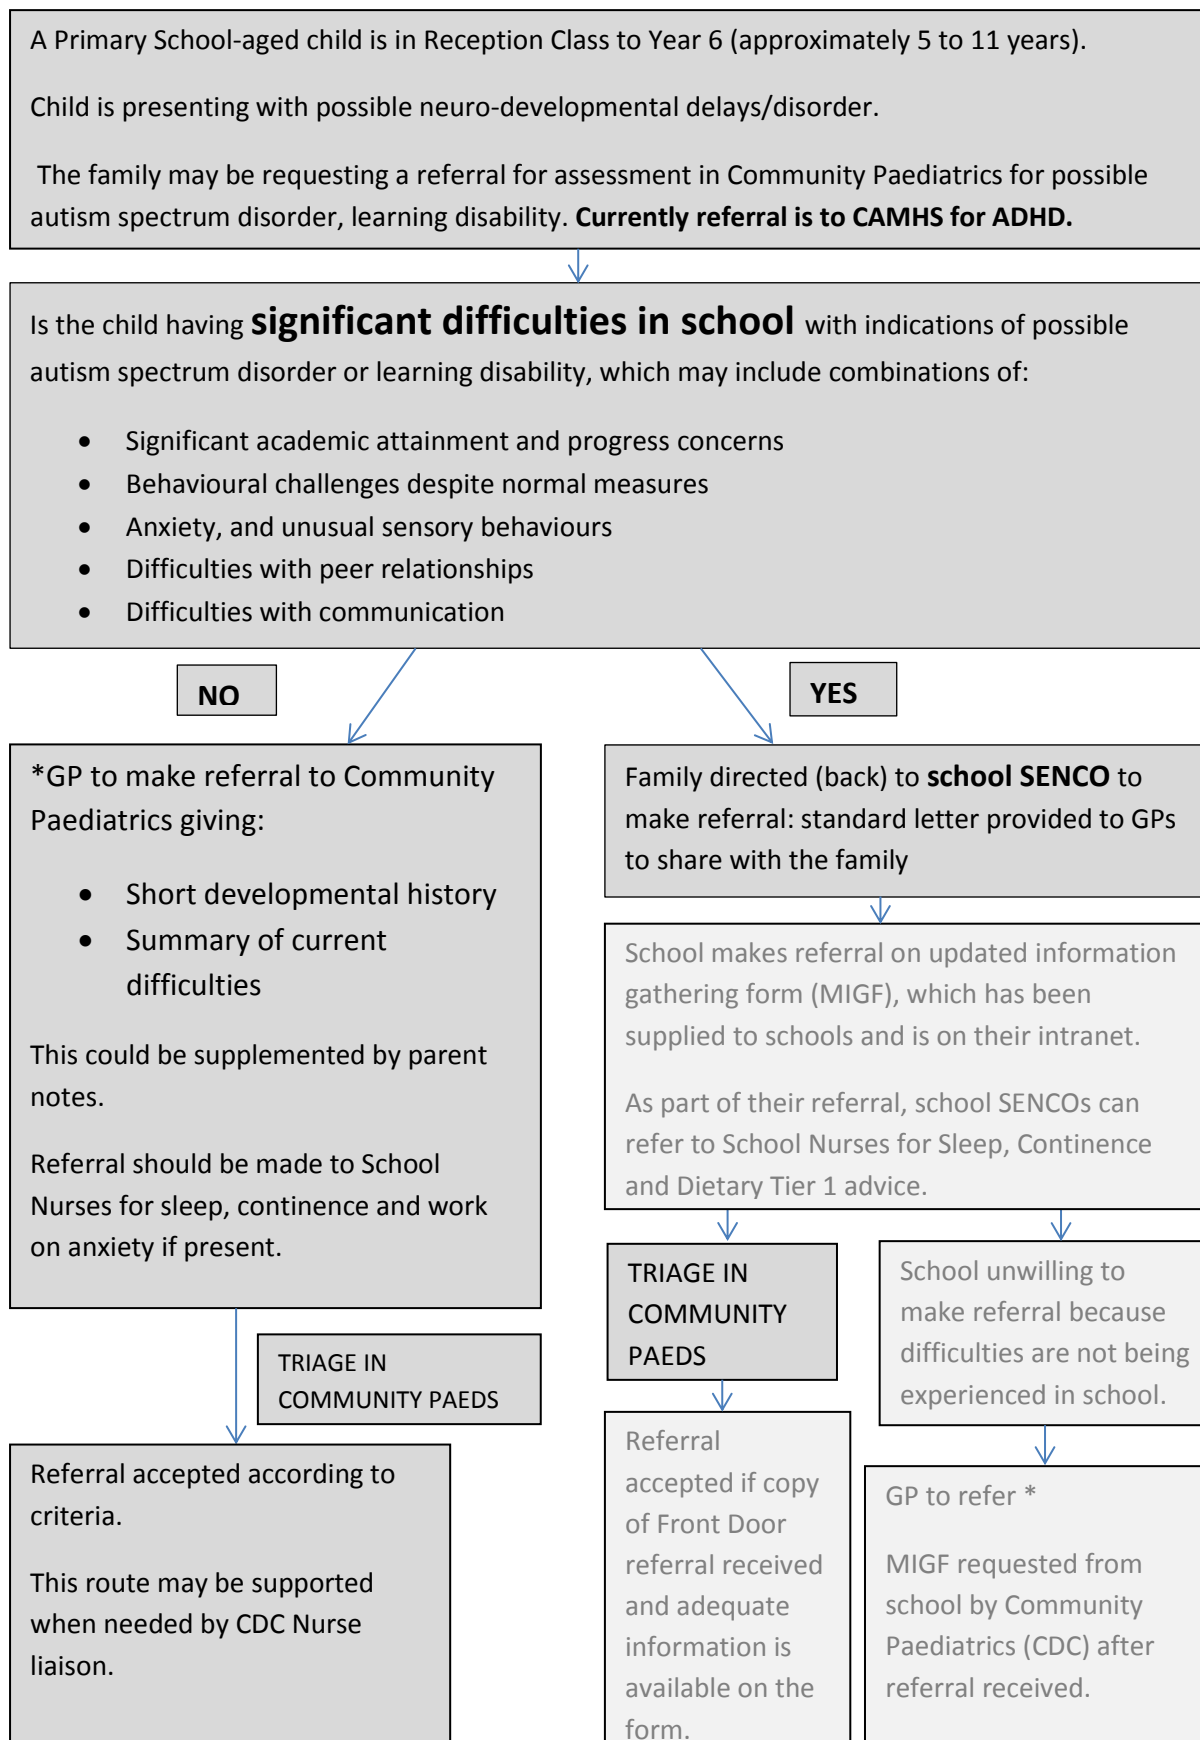 A Primary School-aged child is in Reception Class to Year 6 (approximately 5 to 11 years).
Child is presenting with possible neuro-developmental delays/disorder.
The family may be requesting a referral for assessment in Community Paediatrics for possible
autism spectrum disorder, learning disability. Currently referral is to CAMHS for ADHD.
Is the child having significant difficulties in school with indications of possible
autism spectrum disorder or learning disability, which may include combinations of:
• Significant academic attainment and progress concerns
• Behavioural challenges despite normal measures
• Anxiety, and unusual sensory behaviours
• Difficulties with peer relationships
• Difficulties with communication
NO
YES
*GP to make referral to Community
Paediatrics giving:
• Short developmental history
• Summary of current
difficulties
This could be supplemented by parent
notes.
Referral should be made to School
Nurses for sleep, continence and work
on anxiety if present.
TRIAGE IN
COMMUNITY PAEDS
Referral accepted according to
criteria.
This route may be supported
when needed by CDC Nurse
liaison.
Family directed (back) to school SENCO to
make referral: standard letter provided to GPs
to share with the family
School makes referral on updated information
gathering form (MIGF), which has been
supplied to schools and is on their intranet.
As part of their referral, school SENCOs can
refer to School Nurses for Sleep, Continence
and Dietary Tier 1 advice.
TRIAGE IN
COMMUNITY
PAEDS
Referral
accepted if copy
of Front Door
referral received
and adequate
information is
available on the
form.
School unwilling to
make referral because
difficulties are not being
experienced in school.
GP to refer *
MIGF requested from
school by Community
Paediatrics (CDC) after
referral received.